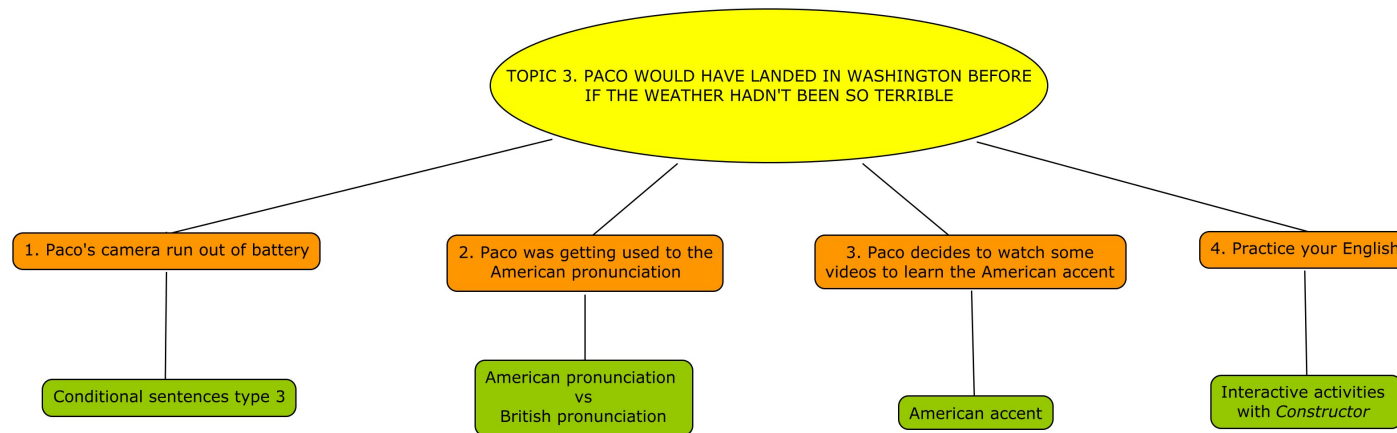 TOPIC 3. PACO WOULD HAVE LANDED IN WASHINGTON BEFORE
IF THE WEATHER HADN'T BEEN SO TERRIBLE
1. Paco's camera run out of battery
2. Paco was getting used to the
American pronunciation
3. Paco decides to watch some
videos to learn the American accent
4. Practice your English
Conditional sentences type 3
American pronunciation
vs
British pronunciation
American accent
Interactive activities
with Constructor